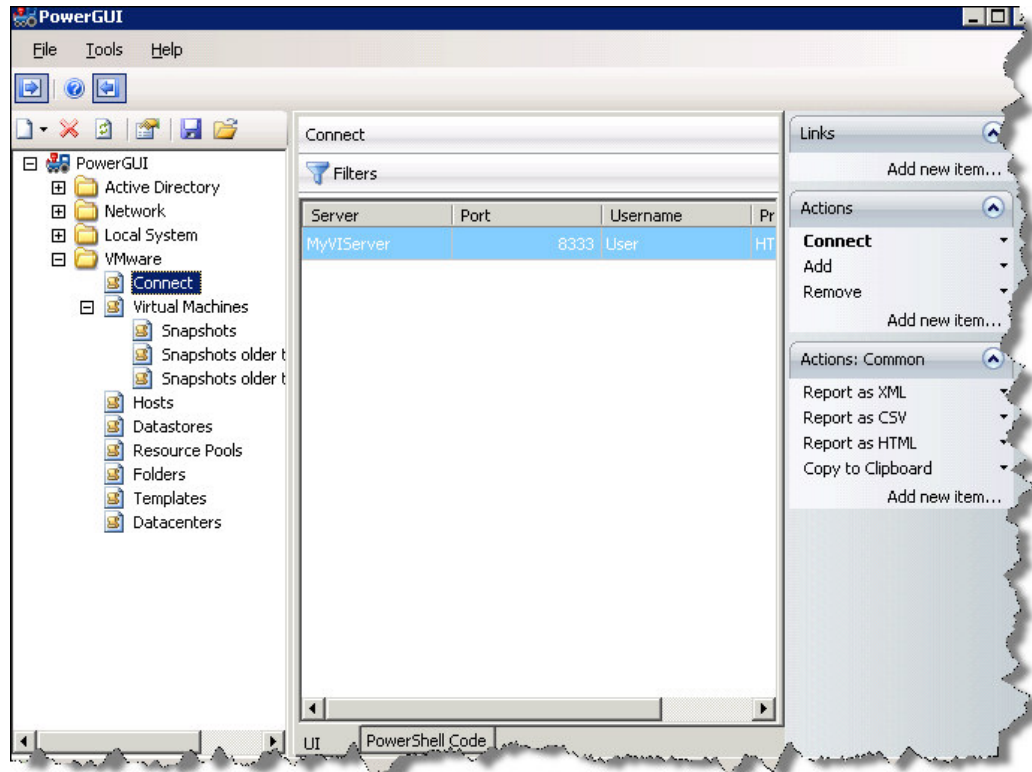 PowerGUI
File Tools Help
PowerGUI
Active Directory
Network
Local System
VMware
Connect
Virtual Machines
Snapshots
Snapshots older t
Snapshots older t
Hosts
Datastores
Resource Pools
Folders
Templates
Datacenters
Connect
Filters
Server Port Username Pr
MyVIServer 8333 User HT
UI PowerShell Code
Links
Add new item...
Actions
Connect
Add
Remove
Add new item...
Actions: Common
Report as XML
Report as CSV
Report as HTML
Copy to Clipboard
Add new item...